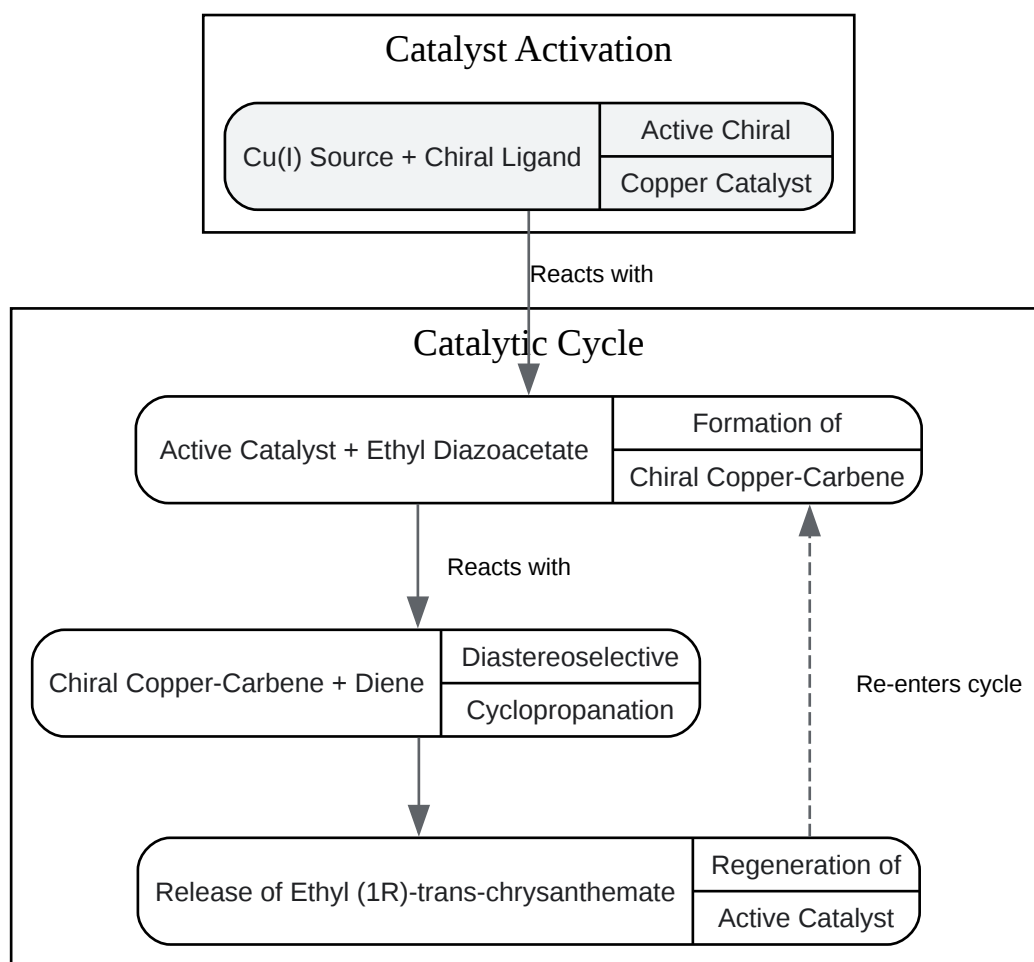 Catalyst Activation
Cu(I) Source + Chiral Ligand
Active Chiral
Copper Catalyst
Reacts with
Catalytic Cycle
Active Catalyst + Ethyl Diazoacetate
Formation of
Chiral Copper-Carbene
Reacts with
Chiral Copper-Carbene + Diene
Diastereoselective
Cyclopropanation
Re-enters cycle
Release of Ethyl (1R)-trans-chrysanthemate
Regeneration of
Active Catalyst